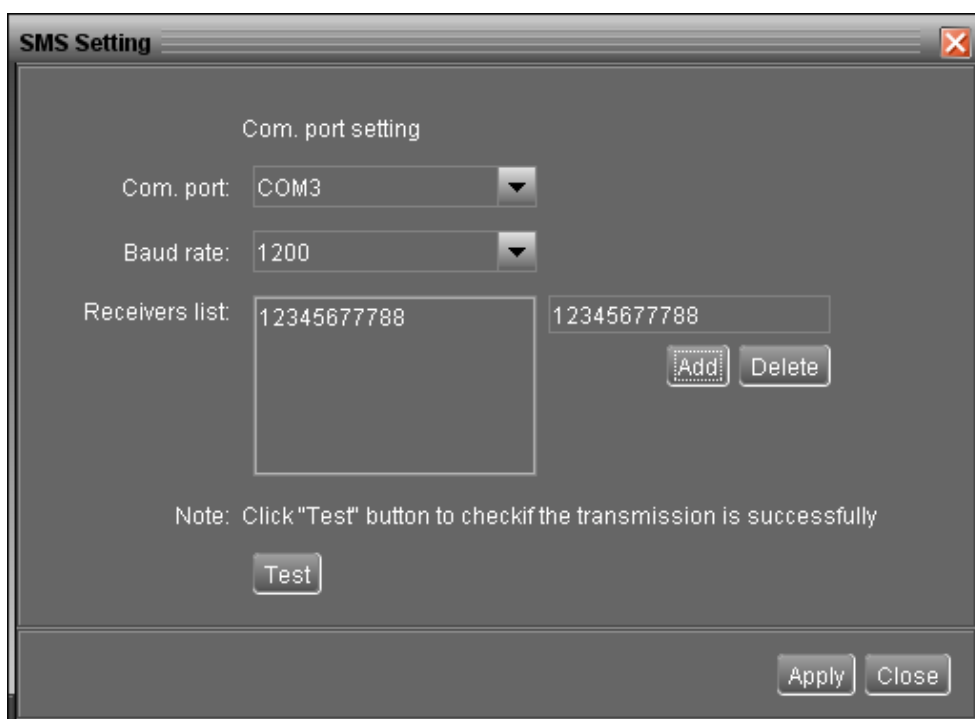 SMS Setting
Com. port setting
Com. port: COM3
Baud rate: 1200
Receivers list: 12345677788 12345677788
Add Delete
Note: Click "Test" button to checkif the transmission is successfully
Test
Apply Close